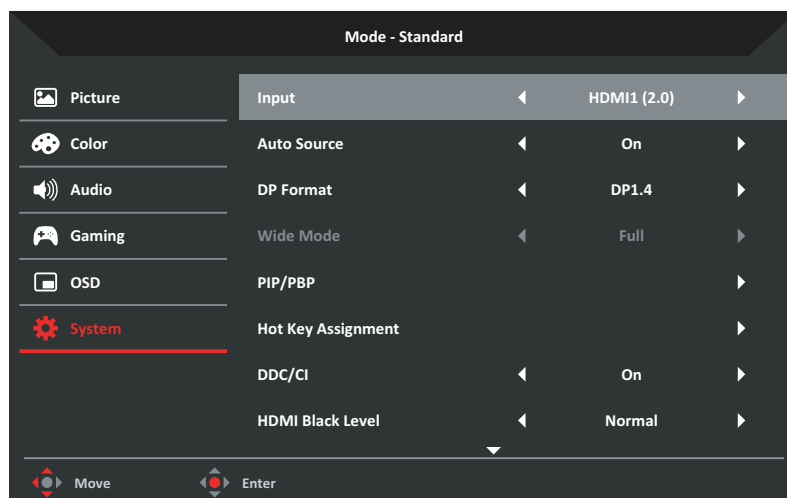 Mode - Standard
Picture
Color
Audio
Gaming
OSD
System
Input HDMI1 (2.0)
Auto Source On
DP Format DP1.4
Wide Mode Full
PIP/PBP
Hot Key Assignment
DDC/CI On
HDMI Black Level Normal
Move Enter